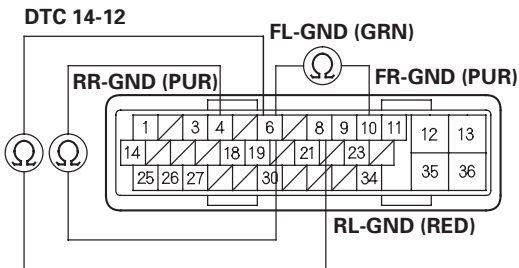 DTC 14-12
FL-GND (GRN)
Ω
RR-GND (PUR)
FR-GND (PUR)
1 3 4 6 8 9 10 11 12 13
Ω Ω
14 18 19 21 23
25 26 27 30 34 35 36
RL-GND (RED)